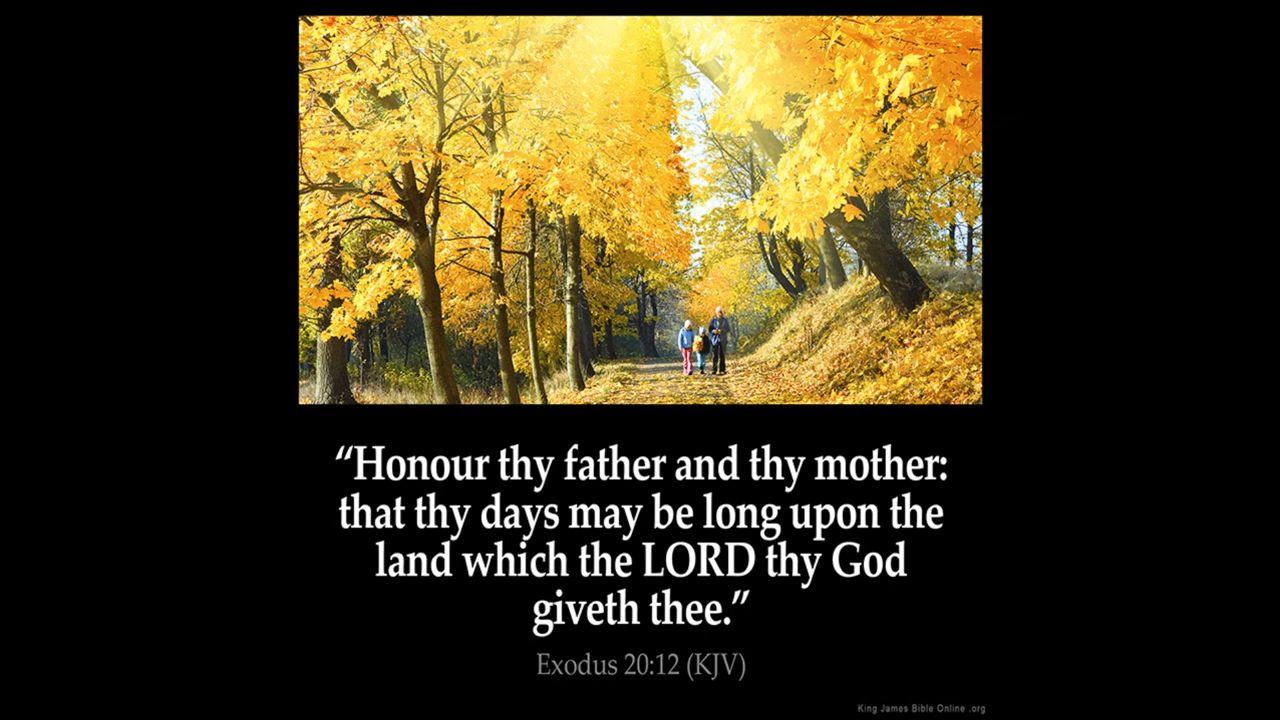 “Honour thy father and thy mother:
that thy days may be long upon the
land which the LORD thy God
giveth thee.”
Exodus 20:12 (KJV)
King James Bible Online .org